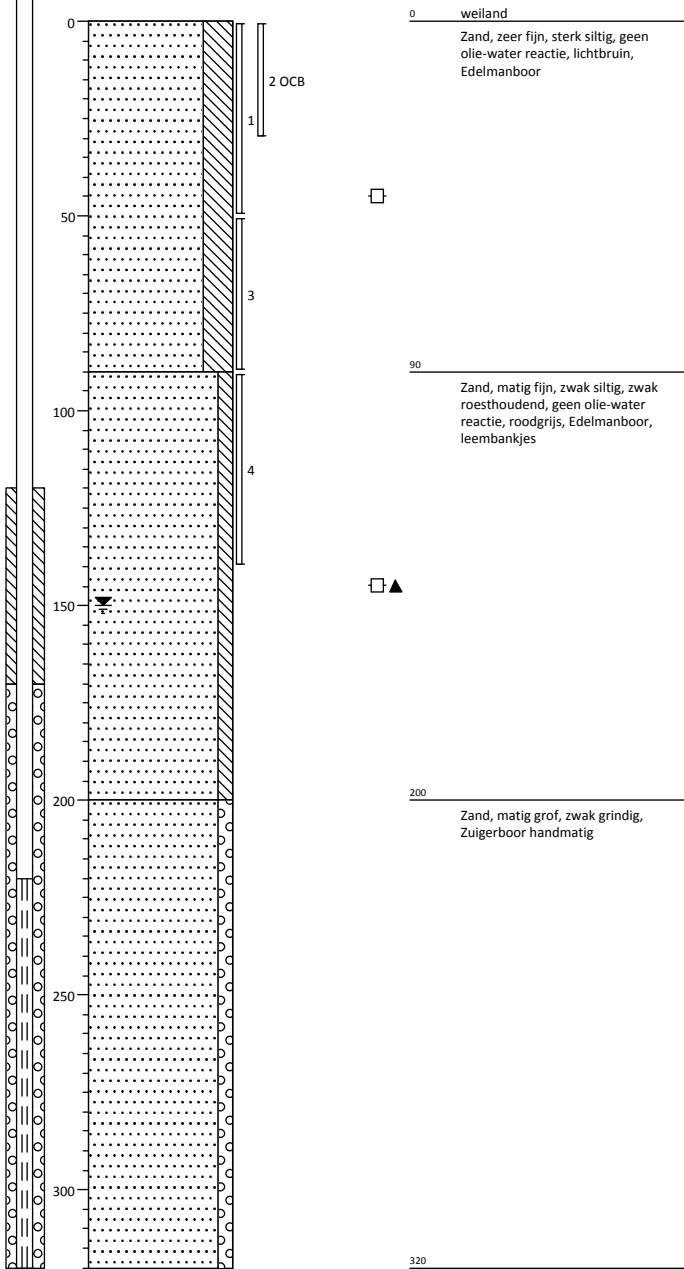 0
50
100
150
200
250
300
1
2 OCB
3
4
0
weiland
Zand, zeer fijn, sterk siltig, geen
olie-water reactie, lichtbruin,
Edelmanboor
90
Zand, matig fijn, zwak siltig, zwak
roesthoudend, geen olie-water
reactie, roodgrijs, Edelmanboor,
leembankjes
200
Zand, matig grof, zwak grindig,
Zuigerboor handmatig
320